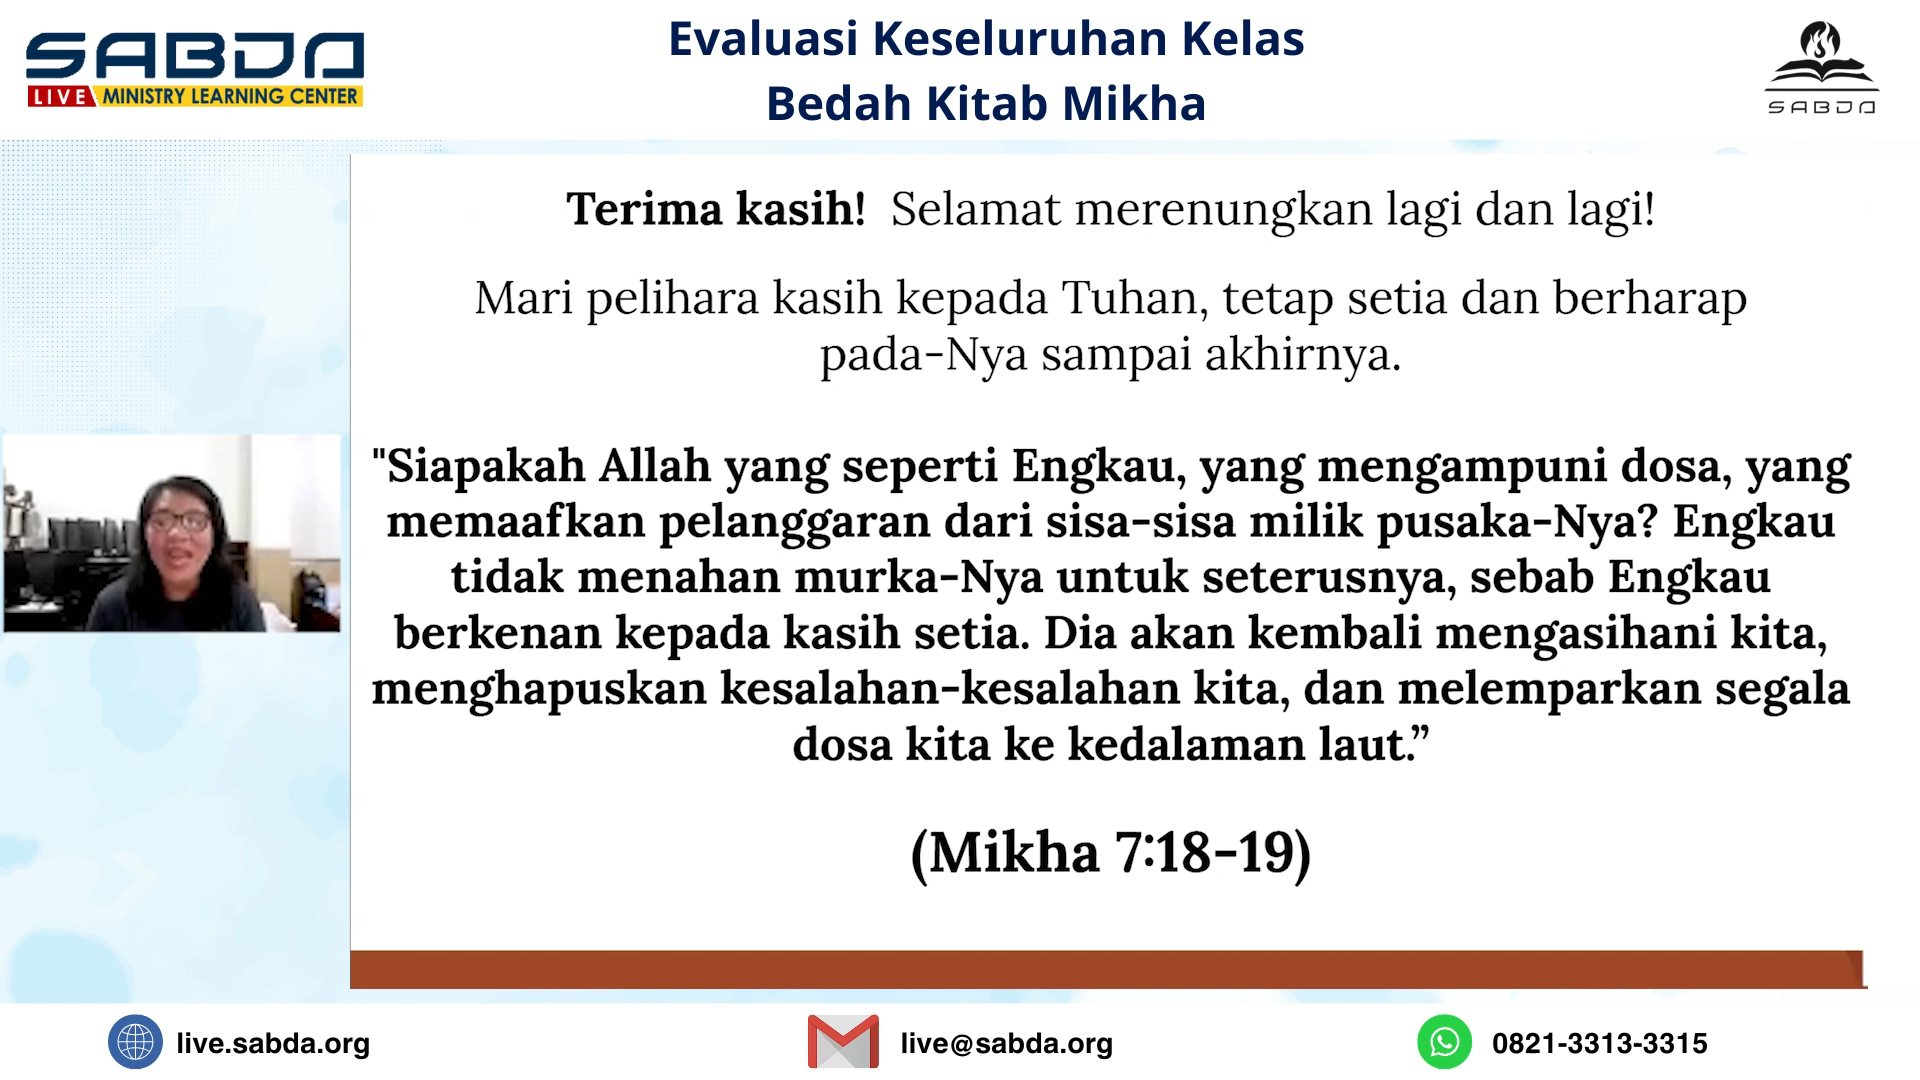 SABDA
LIVE MINISTRY LEARNING CENTER
Evaluasi Keseluruhan Kelas
Bedah Kitab Mikha
SABDA
Terima kasih! Selamat merenungkan lagi dan lagi!
Mari pelihara kasih kepada Tuhan, tetap setia dan berharap
pada-Nya sampai akhirnya.
"Siapakah Allah yang seperti Engkau, yang mengampuni dosa, yang
memaafkan pelanggaran dari sisa-sisa milik pusaka-Nya? Engkau
tidak menahan murka-Nya untuk seterusnya, sebab Engkau
berkenan kepada kasih setia. Dia akan kembali mengasihani kita,
menghapuskan kesalahan-kesalahan kita, dan melemparkan segala
dosa kita ke kedalaman laut.”
(Mikha 7:18-19)
live.sabda.org
live@sabda.org
0821-3313-3315